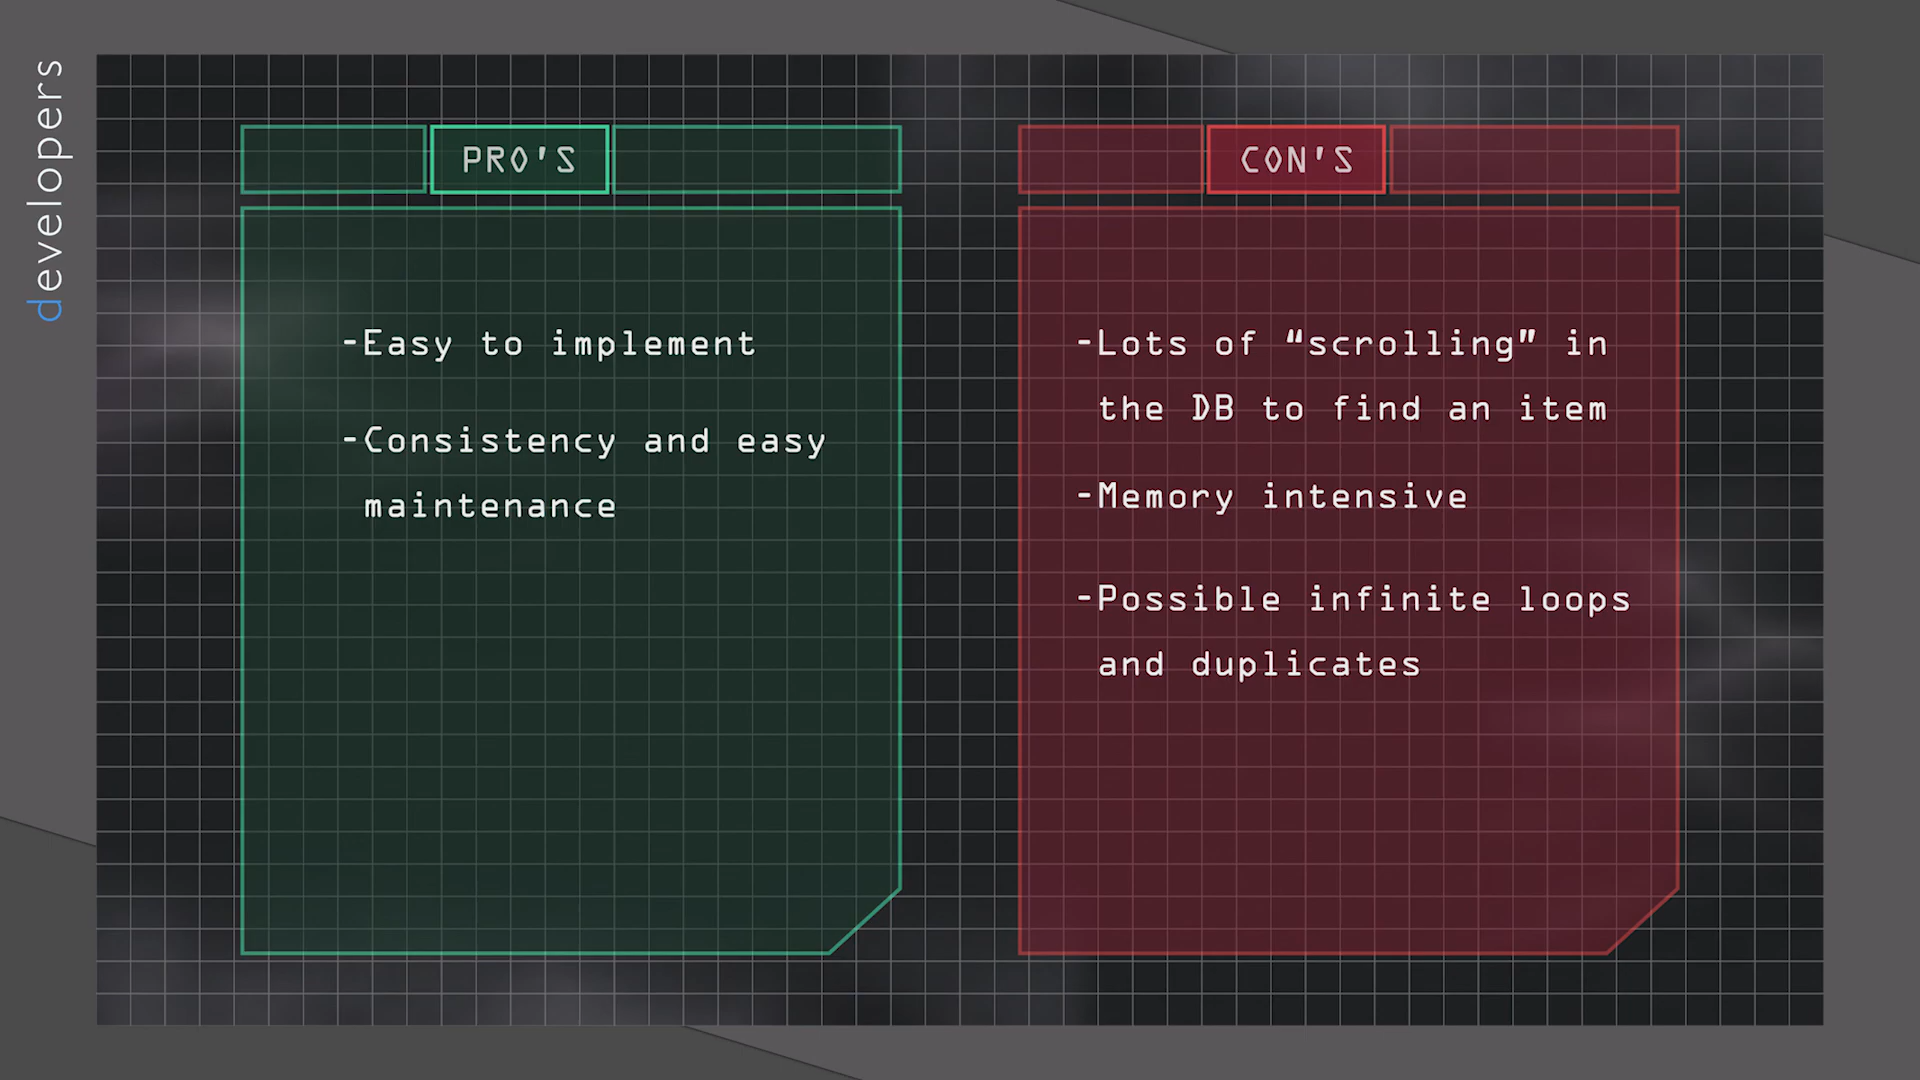 developers
PRO'S
-Easy to implement
-Consistency and easy
maintenance
CON'S
-Lots of “scrolling” in
the DB to find an item
-Memory intensive
-Possible infinite loops
and duplicates